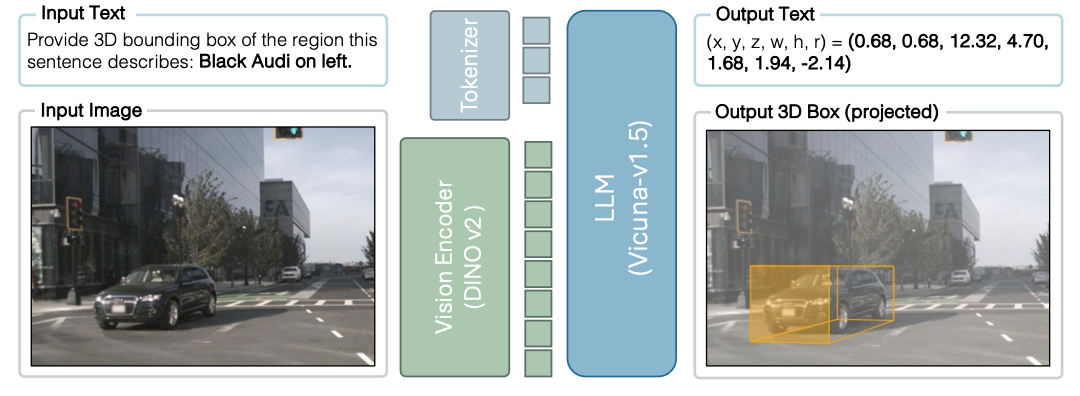 Input Text
Provide 3D bounding box of the region this
sentence describes: Black Audi on left.
Input Image
Tokenizer
Vision Encoder
(DINO v2 )
LLM
(Vicuna-v1.5)
Output Text
(x, y, z, w, h, r) = (0.68, 0.68, 12.32, 4.70,
1.68, 1.94, -2.14)
Output 3D Box (projected)